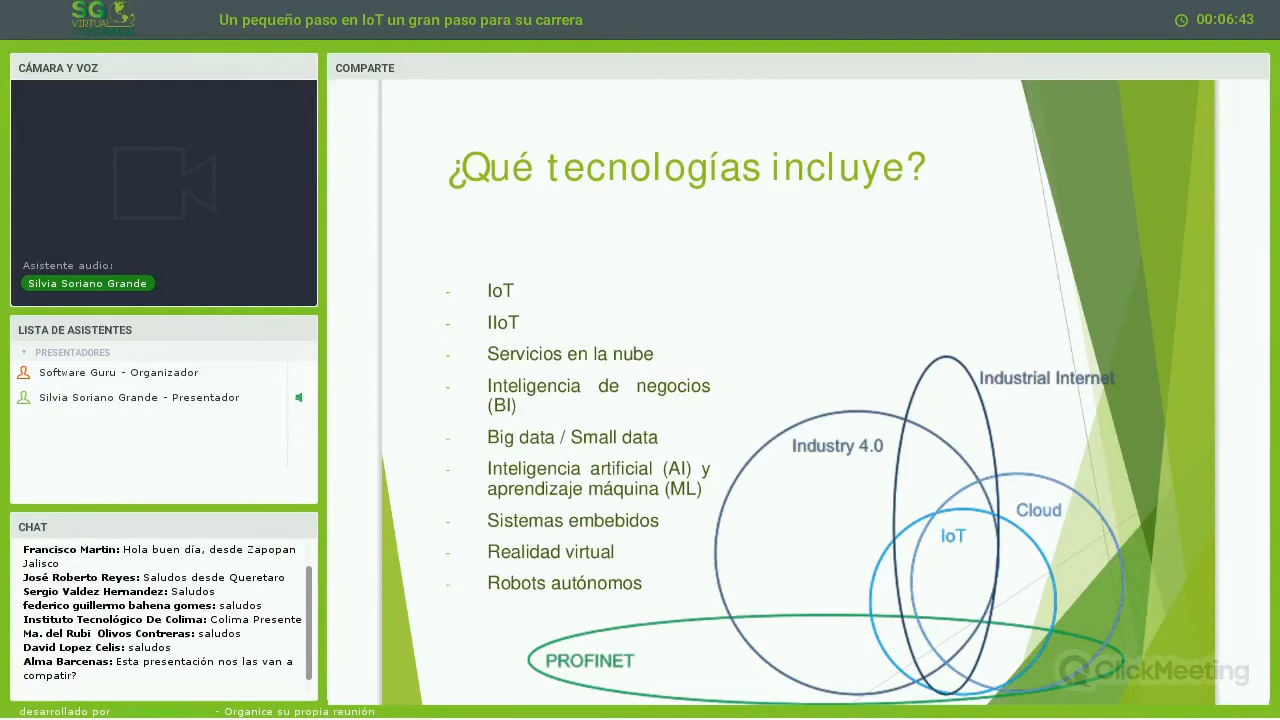 SG
VIRTUAL
Un pequeño paso en IoT un gran paso para su carrera
00:06:43
CÁMARA Y VOZ
Asistente audio:
Silvia Soriano Grande
LISTA DE ASISTENTES
PRESENTADORES
Software Guru - Organizador
Silvia Soriano Grande - Presentador
CHAT
Francisco Martin: Hola buen día, desde Zapopan
Jalisco
José Roberto Reyes: Saludos desde Queretaro
Sergio Valdez Hernandez: Saludos
federico guillermo bahena gomes: saludos
Instituto Tecnológico De Colima: Colima Presente
Ma. del Rubi Olivos Contreras: saludos
David Lopez Celis: saludos
Alma Barcenas: Esta presentación nos las van a
compatir?
desarrollado por
- Organice su propia reunión
COMPARTE
¿Qué tecnologías incluye?
- IoT
- IIoT
- Servicios en la nube
- Inteligencia de negocios
(BI)
- Big data / Small data
- Inteligencia artificial (AI) y
aprendizaje máquina (ML)
- Sistemas embebidos
- Realidad virtual
- Robots autónomos
Industrial Internet
Industry 4.0
Cloud
IoT
PROFINET
ClickMeeting